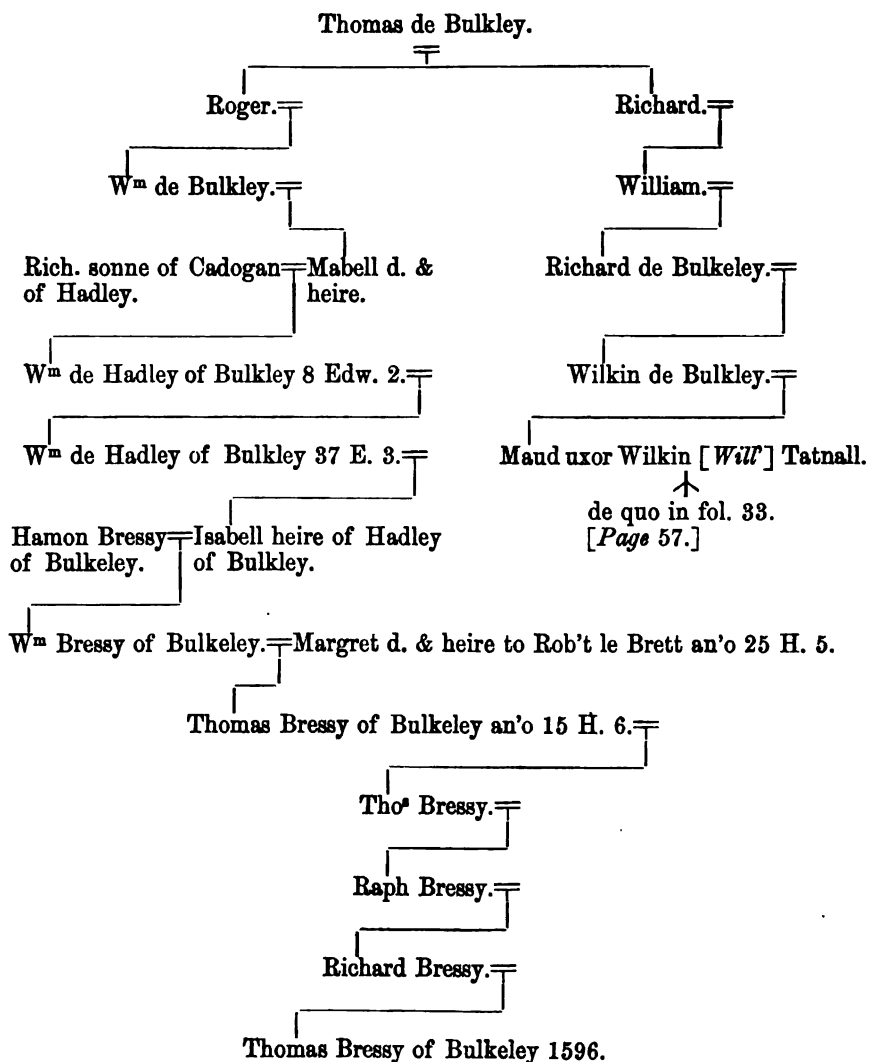 Thomas de Bulkley.
Roger.
Richard.
Wᵐ de Bulkley.
William.
Rich. sonne of Cadogan
of Hadley.
Mabell d. &
heire.
Richard de Bulkeley.
Wᵐ de Hadley of Bulkley 8 Edw. 2.
Wilkin de Bulkley.
Wᵐ de Hadley of Bulkley 37 E. 3.
Maud uxor Wilkin [Will'] Tatnall.
de quo in fol. 33.
[Page 57.]
Hamon Bressy
of Bulkeley.
Isabell heire of Hadley
of Bulkley.
Wᵐ Bressy of Bulkeley.
Margret d. & heire to Rob't le Brett an'o 25 H. 5.
Thomas Bressy of Bulkeley an'o 15 H. 6.
Thoˢ Bressy.
Raph Bressy.
Richard Bressy.
Thomas Bressy of Bulkeley 1596.